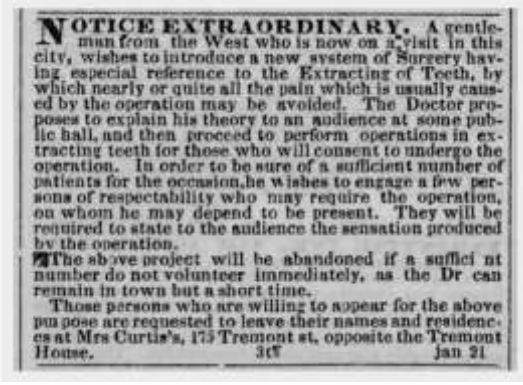 NOTICE EXTRAORDINARY. A gentle-
man from the West who is now on a visit in this
city, wishes to introduce a new system of Surgery hav-
ing especial reference to the Extracting of Teeth, by
which nearly or quite all the pain which is usually caus-
ed by the operation may be avoided. The Doctor pro-
poses to explain his theory to an audience at some pub-
lic hall, and then proceed to perform operations in ex-
tracting teeth for those who will consent to undergo the
operation. In order to be sure of a sufficient number of
patients for the occasion, he wishes to engage a few per-
sons of respectability who may require the operation,
on whom he may depend to be present. They will be
required to state to the audience the sensation produced
by the operation.
The above project will be abandoned if a suffici nt
number do not volunteer immediately, as the Dr can
remain in town but a short time.
Those persons who are willing to appear for the above
purpose are requested to leave their names and residenc-
es at Mrs Curtis's, 175 Tremont st, opposite the Tremont
House. jan 21